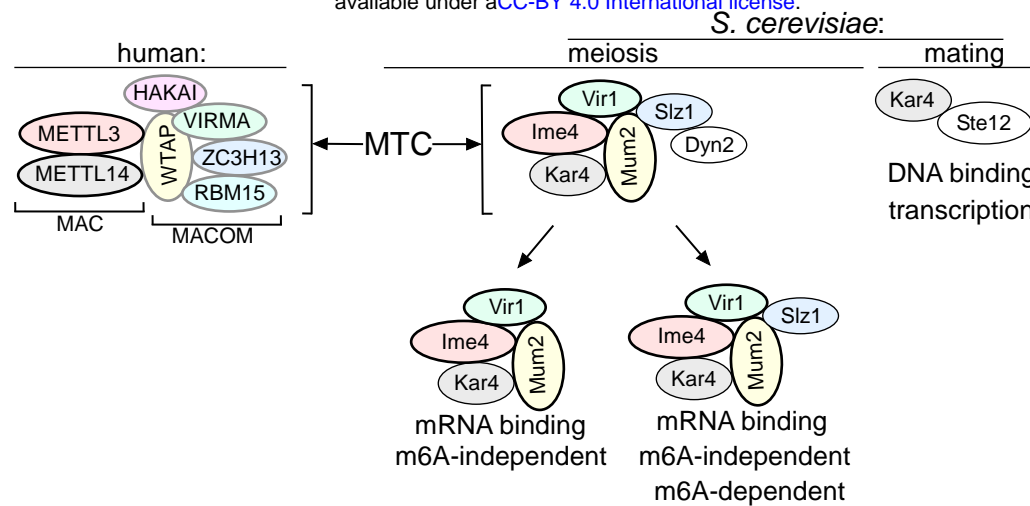 available under aCC-BY 4.0 International license.
S. cerevisiae:
human:
meiosis
mating
HAKAI
VIRMA
METTL3
WTAP
ZC3H13
METTL14
RBM15
MAC
MACOM
MTC
Vir1
Slz1
Ime4
Mum2
Dyn2
Kar4
Kar4
Ste12
DNA binding
transcription
Vir1
Ime4
Mum2
Kar4
mRNA binding
m6A-independent
Vir1
Slz1
Ime4
Mum2
Kar4
mRNA binding
m6A-independent
m6A-dependent